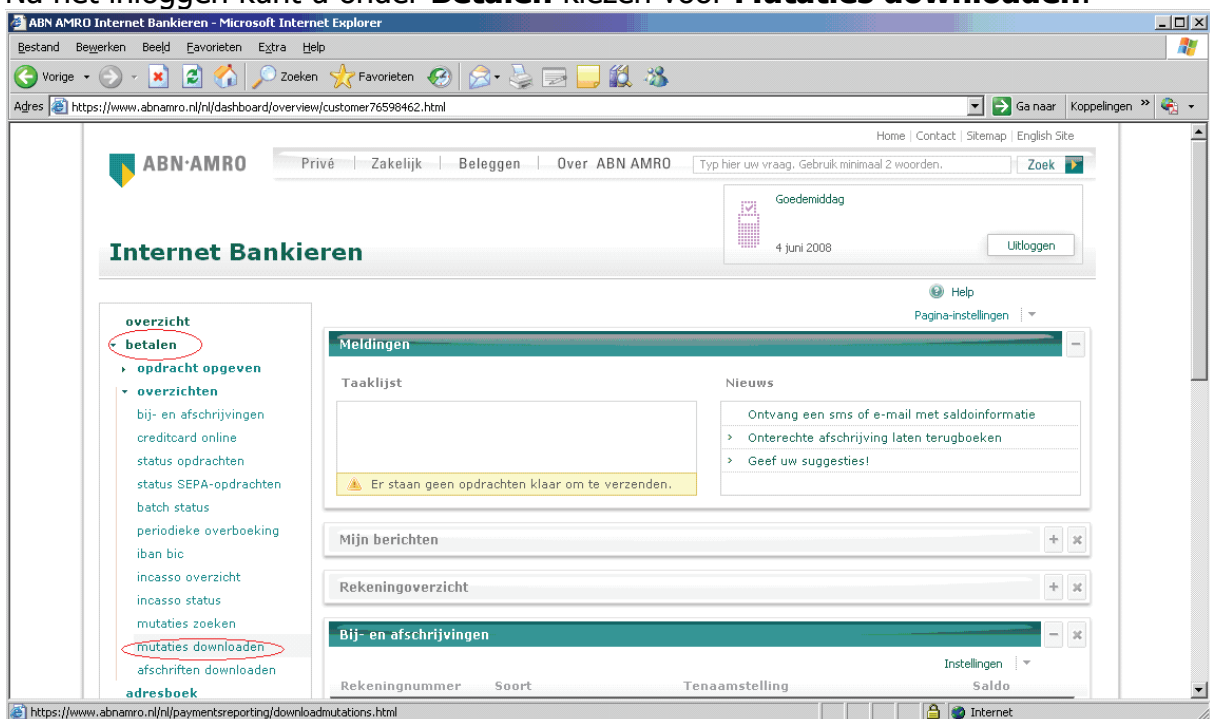 Na het inloggen kunt u onder Betalen kiezen voor Mutaties downloaden.
ABN AMRO Internet Bankieren - Microsoft Internet Explorer
Bestand Bewerken Beeld Favorieten Extra Help
Vorige Zoeken Favorieten
Adres https://www.abnamro.nl/nl/dashboard/overview/customer76598462.html Ga naar Koppelingen »
Home | Contact | Sitemap | English Site
ABN·AMRO Privé | Zakelijk | Beleggen | Over ABN AMRO Typ hier uw vraag. Gebruik minimaal 2 woorden. Zoek
Goedemiddag
4 juni 2008 Uitloggen
Internet Bankieren
Help
Pagina-instellingen
overzicht
betalen
opdracht opgeven
overzichten
bij- en afschrijvingen
creditcard online
status opdrachten
status SEPA-opdrachten
batch status
periodieke overboeking
iban bic
incasso overzicht
incasso status
mutaties zoeken
mutaties downloaden
afschriften downloaden
adresboek
Meldingen
Taaklijst
Er staan geen opdrachten klaar om te verzenden.
Nieuws
Ontvang een sms of e-mail met saldoinformatie
> Onterechte afschrijving laten terugboeken
> Geef uw suggesties!
Mijn berichten
Rekeningoverzicht
Bij- en afschrijvingen
Instellingen
Rekeningnummer Soort Tenaamstelling Saldo
https://www.abnamro.nl/nl/paymentsreporting/downloadmutations.html Internet